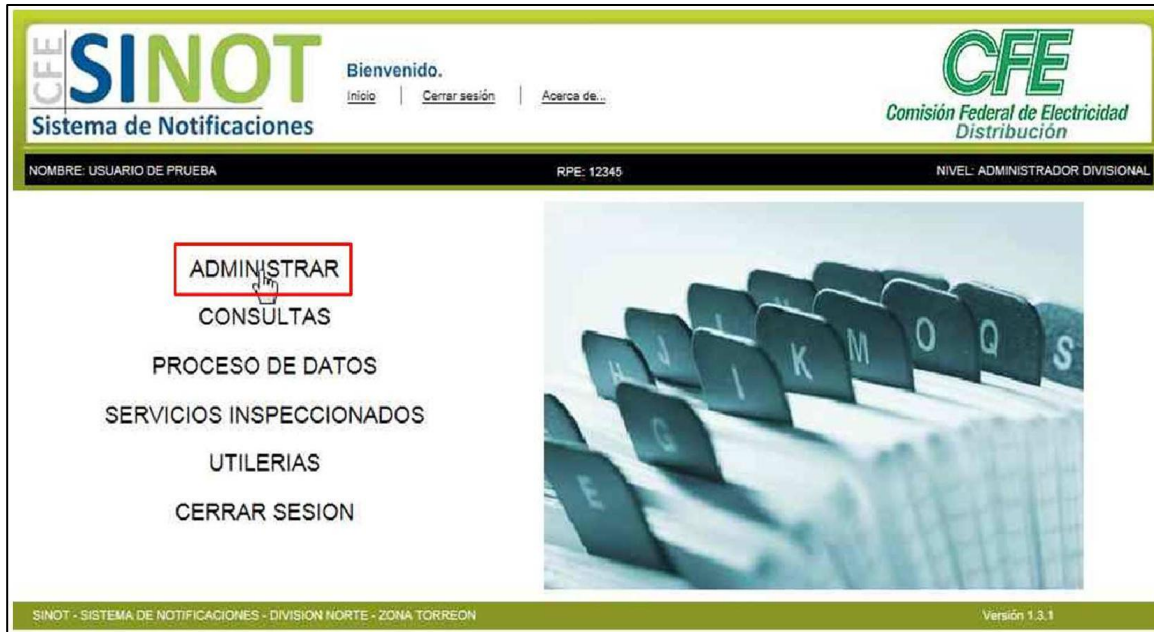 CFE SINOT
Sistema de Notificaciones
Bienvenido.
Inicio | Cerrar sesión | Acerca de...
CFE
Comisión Federal de Electricidad
Distribución
NOMBRE: USUARIO DE PRUEBA RPE: 12345 NIVEL: ADMINISTRADOR DIVISIONAL
ADMINISTRAR
CONSULTAS
PROCESO DE DATOS
SERVICIOS INSPECCIONADOS
UTILERIAS
CERRAR SESION
H J I K M O Q S
G
E
SINOT - SISTEMA DE NOTIFICACIONES - DIVISION NORTE - ZONA TORREON Versión 1.3.1